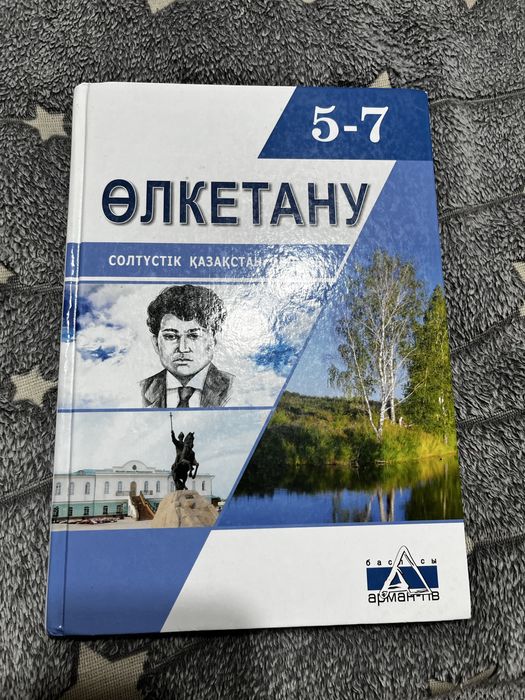 5-7
ӨЛКЕТАНУ
СОЛТҮСТІК ҚАЗАҚСТАН
баспасы
арман-пв